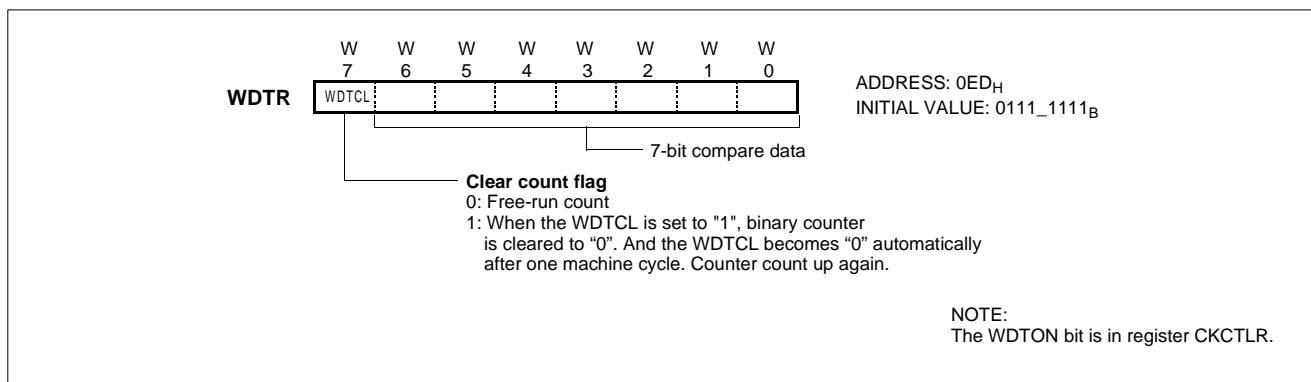 W W W W W W W W
7 6 5 4 3 2 1 0
WDTR WDTCL
ADDRESS: 0EDH
INITIAL VALUE: 0111_1111B
7-bit compare data
Clear count flag
0: Free-run count
1: When the WDTCL is set to "1", binary counter
is cleared to “0”. And the WDTCL becomes “0” automatically
after one machine cycle. Counter count up again.
NOTE:
The WDTON bit is in register CKCTLR.